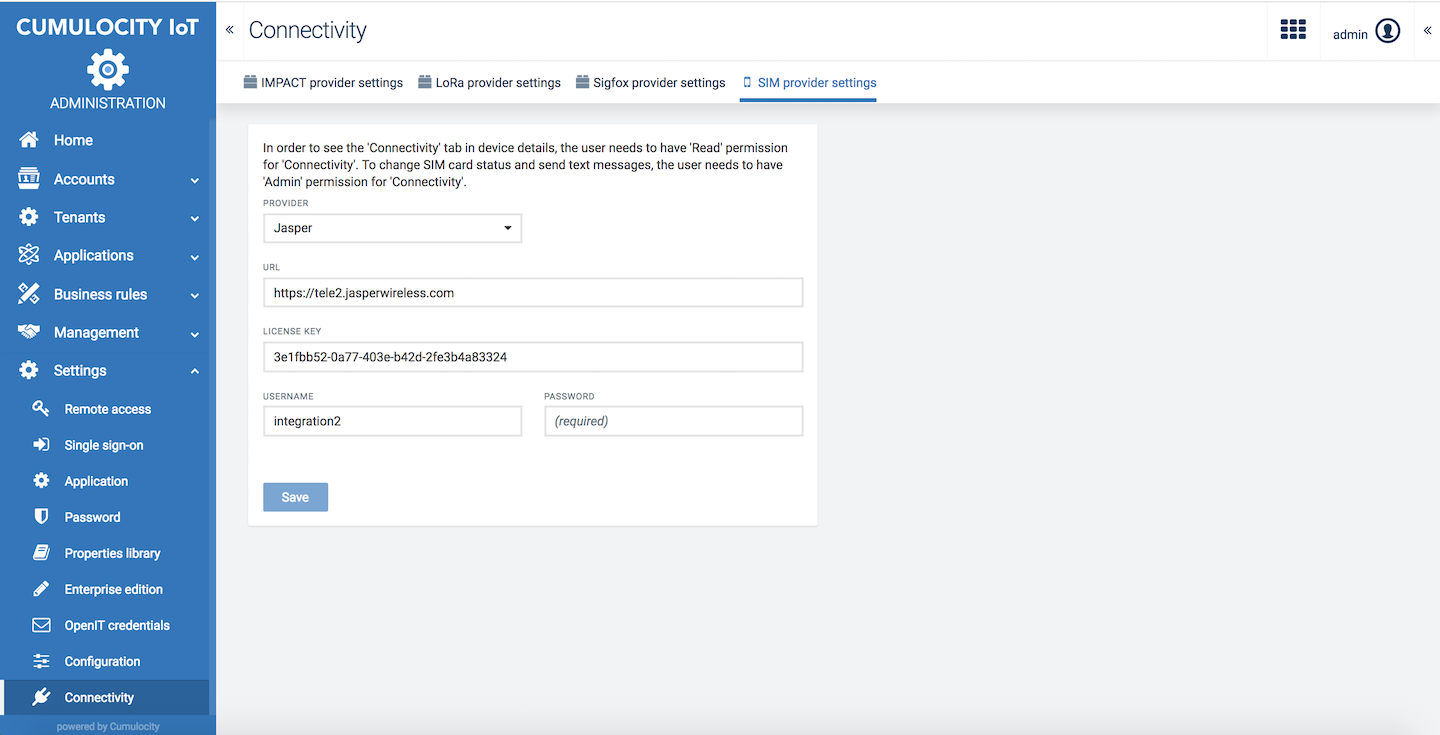 CUMULOCITY IoT
ADMINISTRATION
Home
Accounts
Tenants
Applications
Business rules
Management
Settings
Remote access
Single sign-on
Application
Password
Properties library
Enterprise edition
OpenIT credentials
Configuration
Connectivity
powered by Cumulocity
« Connectivity
admin «
IMPACT provider settings LoRa provider settings Sigfox provider settings SIM provider settings
In order to see the 'Connectivity' tab in device details, the user needs to have 'Read' permission
for 'Connectivity'. To change SIM card status and send text messages, the user needs to have
'Admin' permission for 'Connectivity'.
PROVIDER
Jasper
URL
https://tele2.jasperwireless.com
LICENSE KEY
3e1fbb52-0a77-403e-b42d-2fe3b4a83324
USERNAME PASSWORD
integration2 (required)
Save